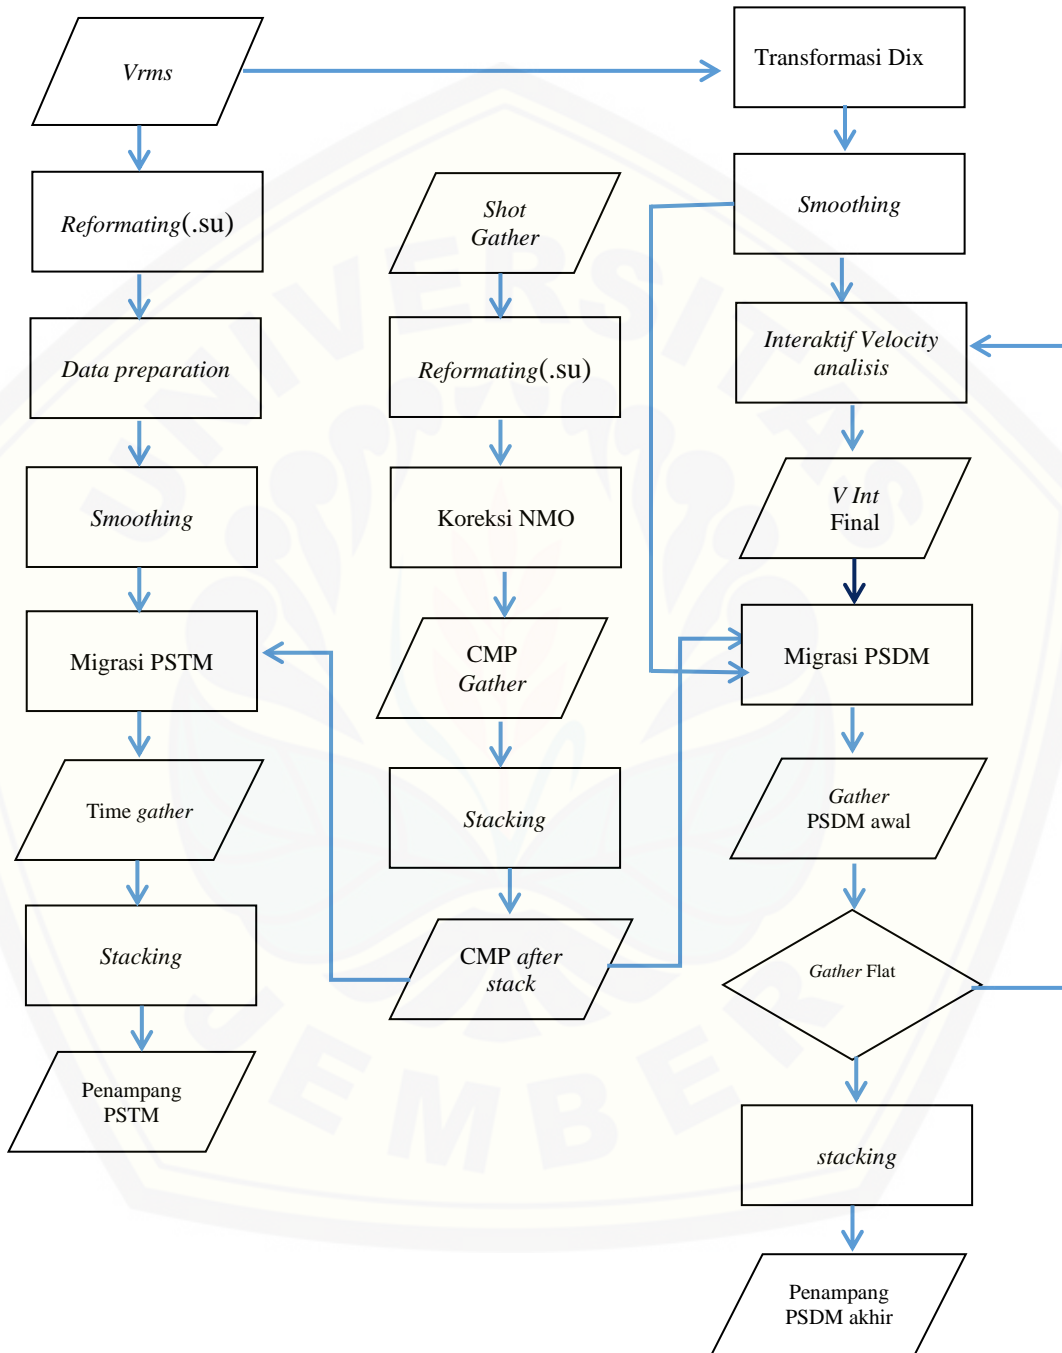 Vrms
Reformating(.su)
Data preparation
Smoothing
Migrasi PSTM
Time gather
Stacking
Penampang
PSTM
Shot
Gather
Reformating(.su)
Koreksi NMO
CMP
Gather
Stacking
CMP after
stack
Transformasi Dix
Smoothing
Interaktif Velocity
analisis
V Int
Final
Migrasi PSDM
Gather
PSDM awal
Gather Flat
stacking
Penampang
PSDM akhir
UNIVERSITAS
JEMBER